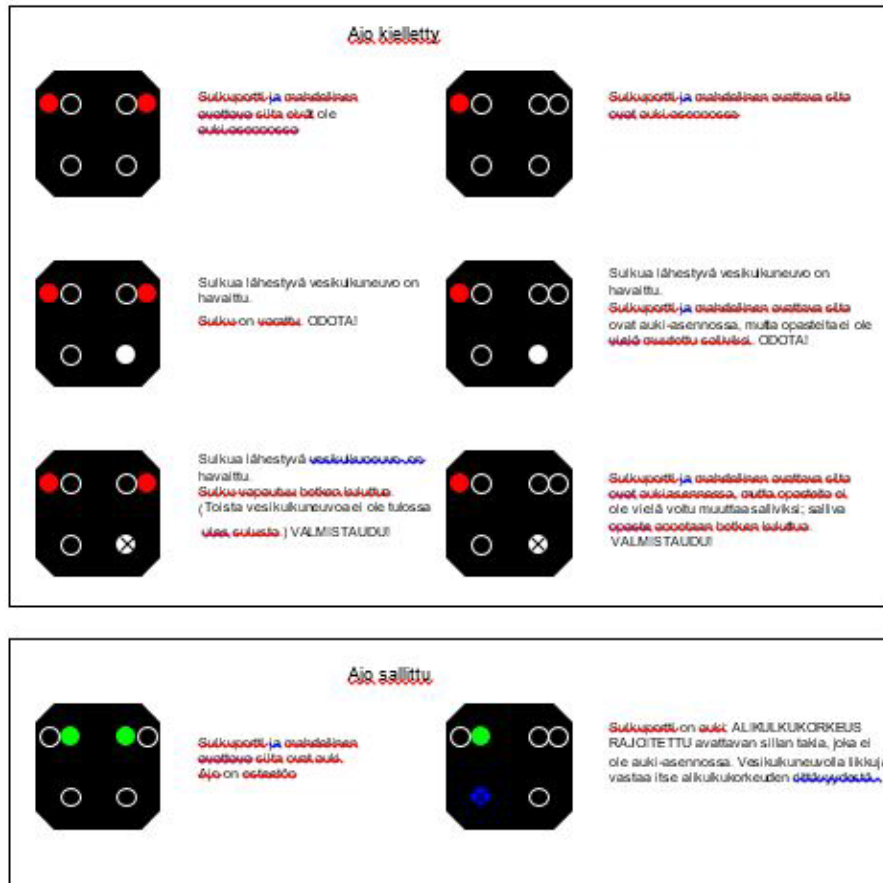 Ajo kielletty
Sulkuportti ja mahdollinen
avattava silta eivät ole
auki-asennossa
Sulkuportti ja mahdollinen avattava silta
ovat auki-asennossa
Sulkua lähestyvä vesikulkuneuvo on
havaittu.
Sulku on varattu. ODOTA!
Sulkua lähestyvä vesikulkuneuvo on
havaittu.
Sulkuportti ja mahdollinen avattava silta
ovat auki-asennossa, mutta opasteita ei ole
vielä muutettu salliviksi. ODOTA!
Sulkua lähestyvä vesikulkuneuvo on
havaittu.
Sulku vapautuu hetken kuluttua.
(Toista vesikulkuneuvoa ei ole tulossa
ulos sulusta.) VALMISTAUDU!
Sulkuportti ja mahdollinen avattava silta
ovat aukiasennossa, mutta opasteita ei
ole vielä voitu muuttaa salliviksi; salliva
opaste annetaan hetken kuluttua.
VALMISTAUDU!
Ajo sallittu
Sulkuportti ja mahdollinen
avattava silta ovat auki.
Ajo on esteetön
Sulkuportti on auki. ALIKULKUKORKEUS
RAJOITETTU avattavan sillan takia, joka ei
ole auki-asennossa. Vesikulkuneuvolla liikkuja
vastaa itse alikulkukorkeuden riittävyydestä.